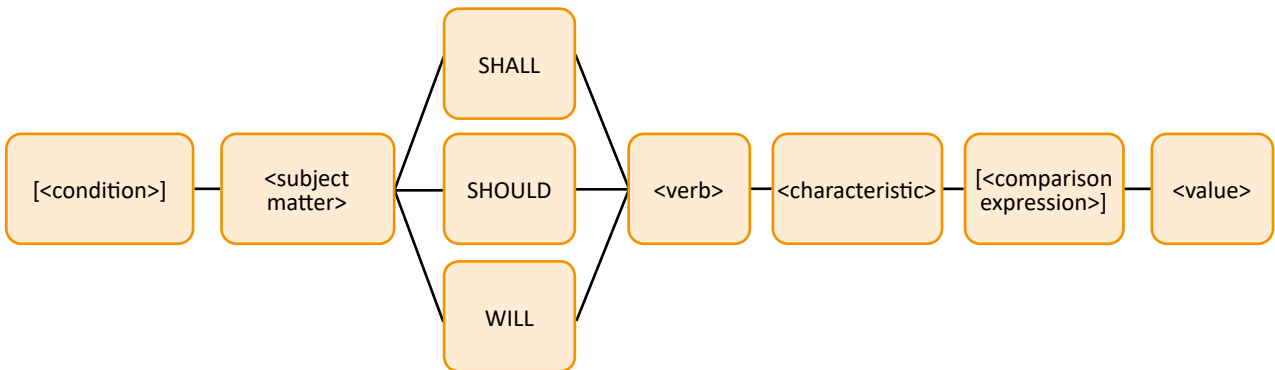 [<condition>]
<subject
matter>
SHALL
SHOULD
WILL
<verb>
<characteristic>
[<comparison
expression>]
<value>